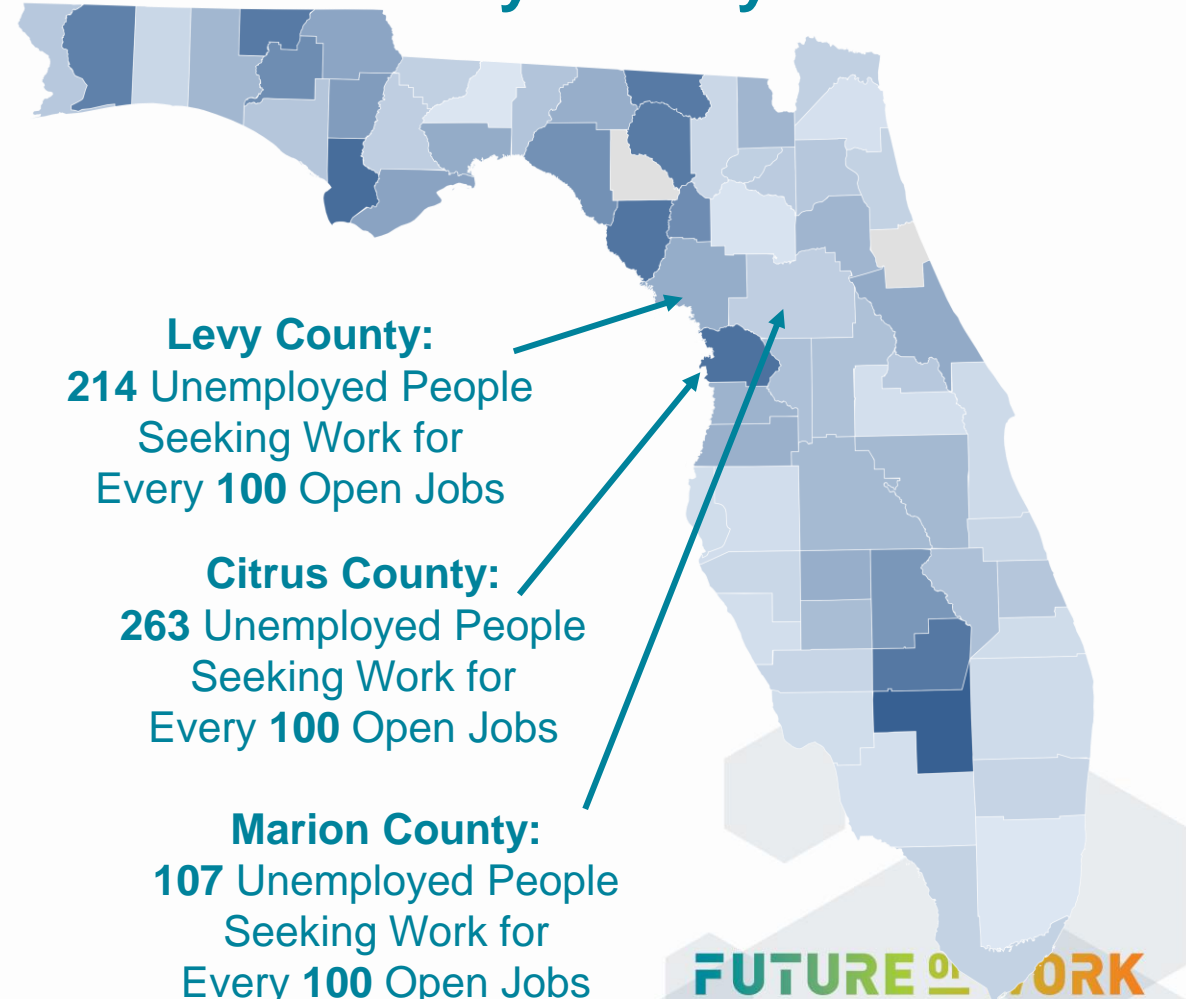 Levy County:
214 Unemployed People
Seeking Work for
Every 100 Open Jobs
Citrus County:
263 Unemployed People
Seeking Work for
Every 100 Open Jobs
Marion County:
107 Unemployed People
Seeking Work for
Every 100 Open Jobs
FUTURE